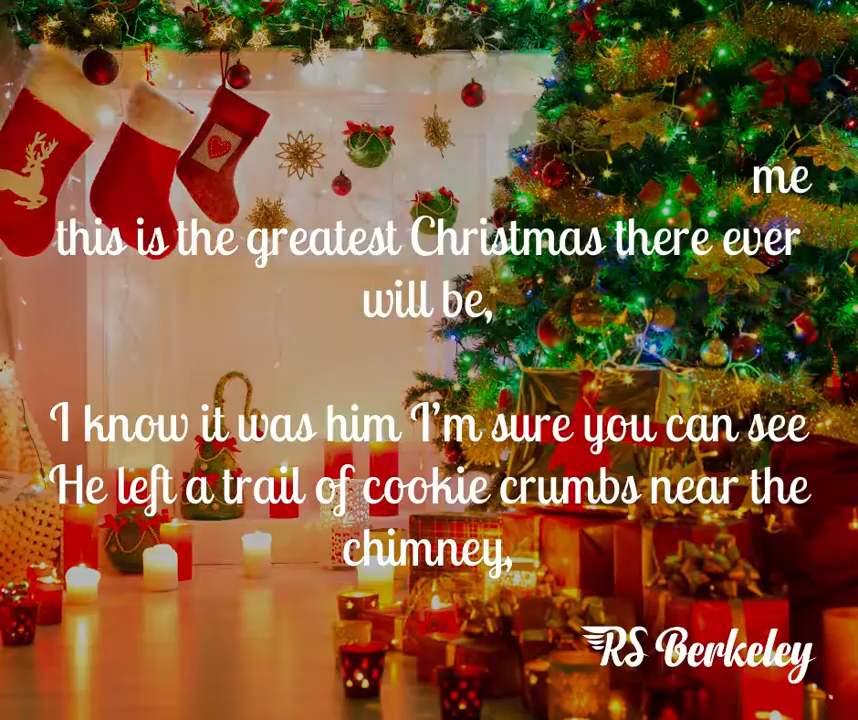 me
this is the greatest Christmas there ever
will be,
I know it was him I'm sure you can see
He left a trail of cookie crumbs near the
chimney,
RS Berkeley